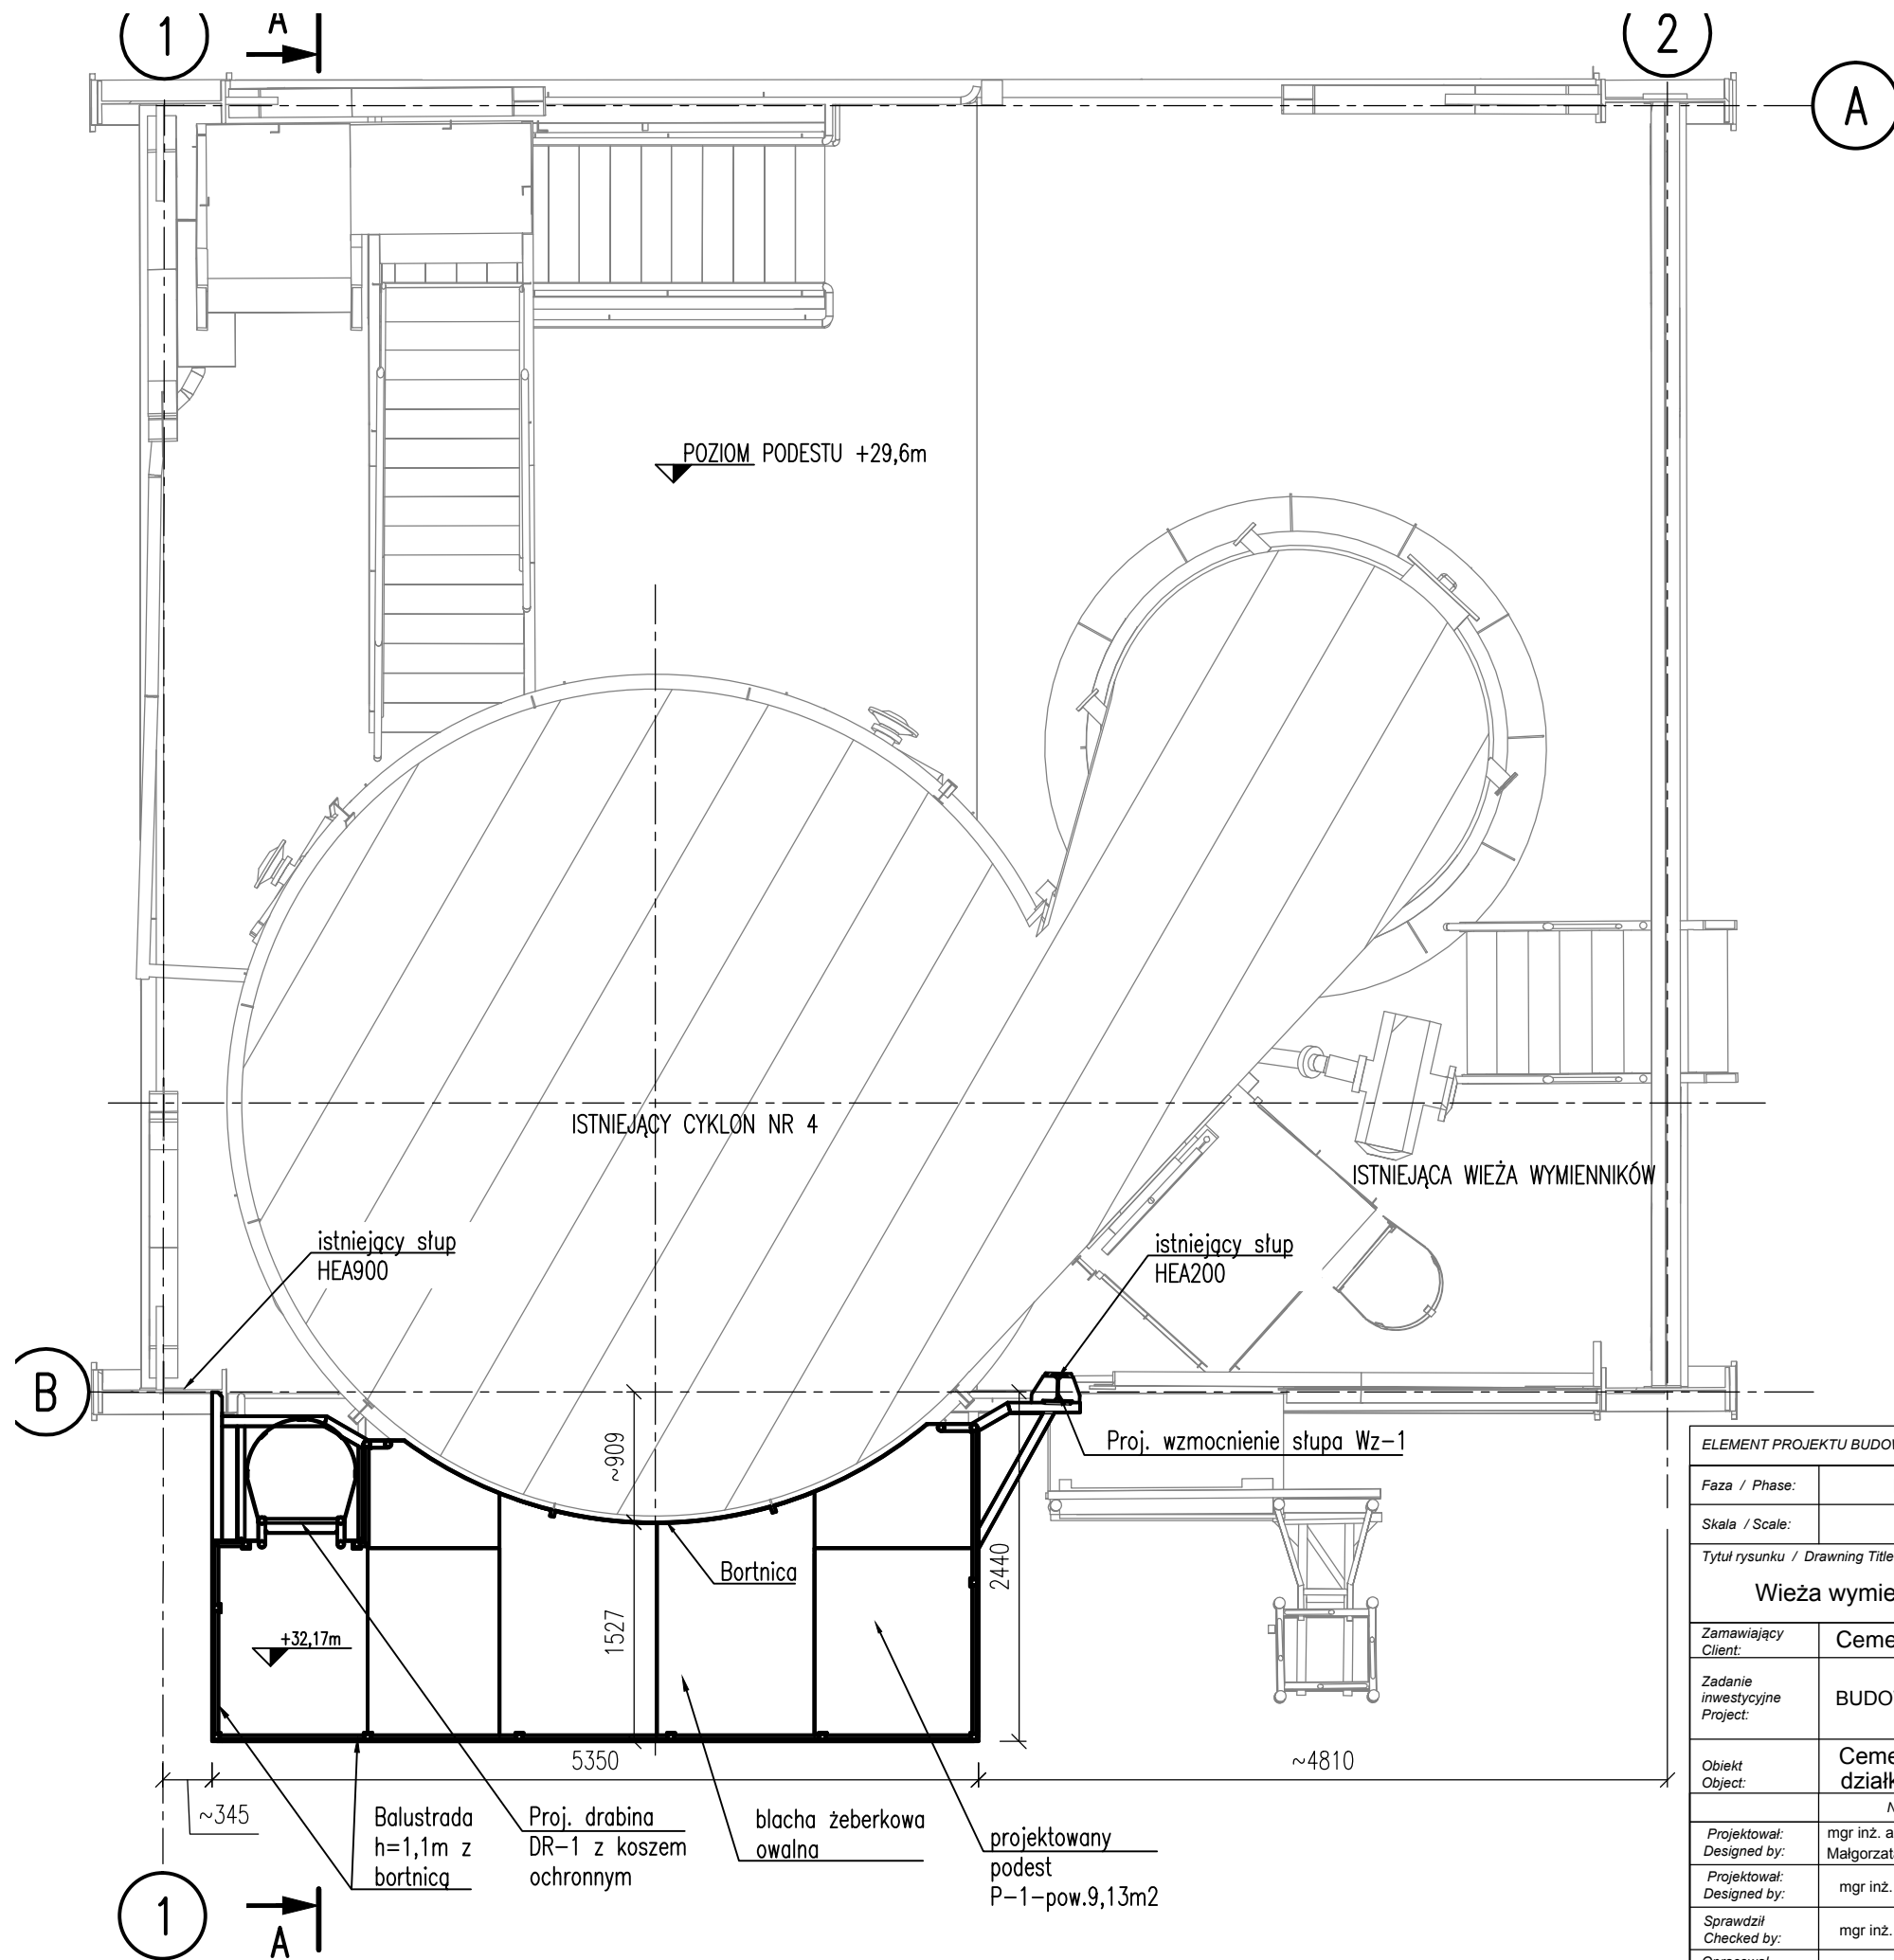 1
A
2
A
POZIOM PODESTU +29,6m
ISTNIEJĄCY CYKLON NR 4
ISTNIEJĄCA WIEŻA WYMIENNIKÓW
istniejący słup
HEA900
istniejący słup
HEA200
B
Proj. wzmocnienie słupa Wz-1
~909
Bortnica
2440
1527
+32,17m
5350
~4810
~345
Balustrada
h=1,1m z
bortnicą
Proj. drabina
DR-1 z koszem
ochronnym
blacha żeberkowa
owalna
projektowany
podest
P-1-pow.9,13m2
1
A
ELEMENT PROJEKTU BUDOW
Faza / Phase:
Skala / Scale:
Tytuł rysunku / Drawning Title
Wieża wymie
Zamawiający
Client:
Ceme
Zadanie
inwestycyjne
Project:
BUDO
Obiekt
Object:
Ceme
działk
N
Projektował:
Designed by:
mgr inż. a
Małgorzat
Projektował:
Designed by:
mgr inż.
Sprawdził
Checked by:
mgr inż.